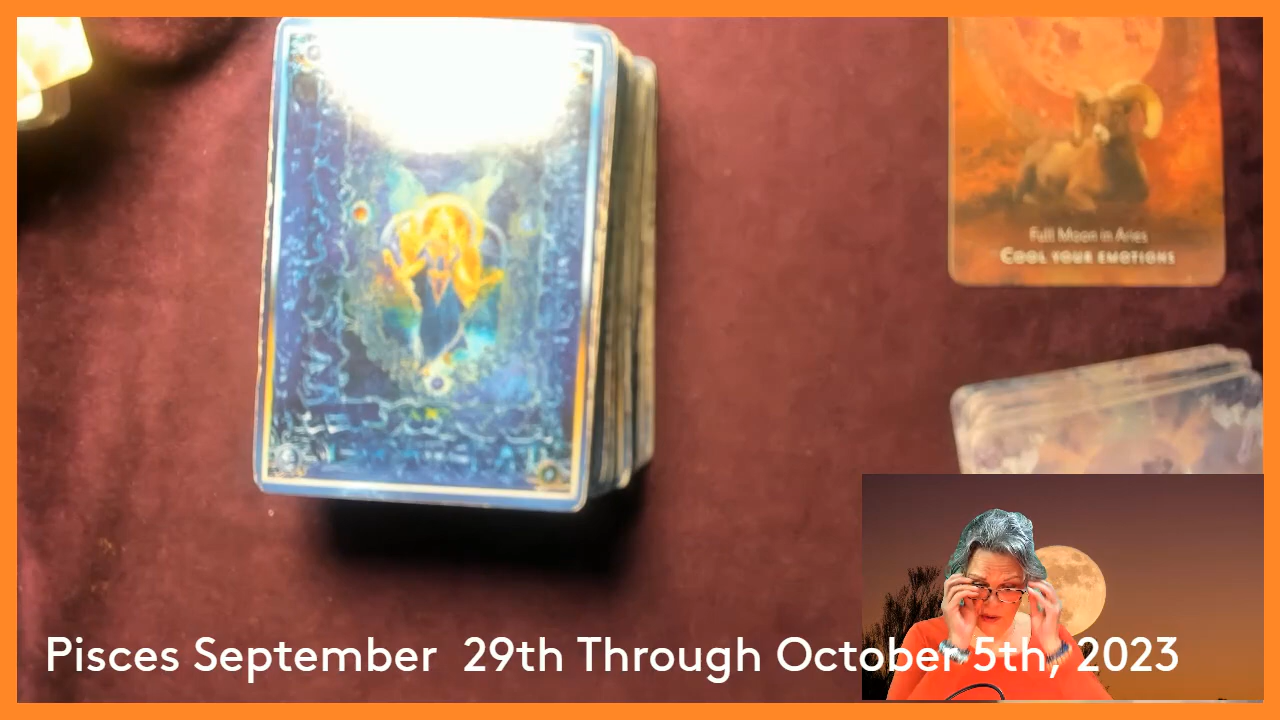 Full Moon in Aries
COOL YOUR EMOTIONS
Pisces September  29th Through October 5th, 2023